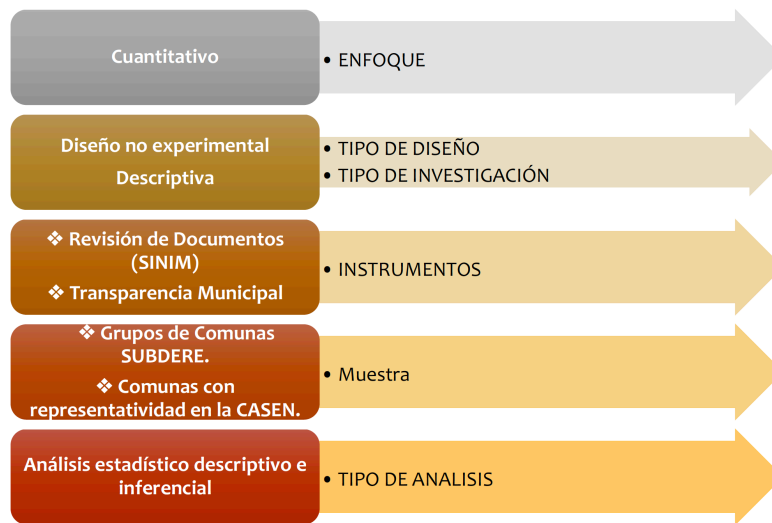 Cuantitativo
• ENFOQUE
Diseño no experimental
Descriptiva
• TIPO DE DISEÑO
• TIPO DE INVESTIGACIÓN
❖ Revisión de Documentos
(SINIM)
❖ Transparencia Municipal
• INSTRUMENTOS
❖ Grupos de Comunas
SUBDERE.
❖ Comunas con
representatividad en la CASEN.
• Muestra
Análisis estadístico descriptivo e
inferencial
• TIPO DE ANALISIS